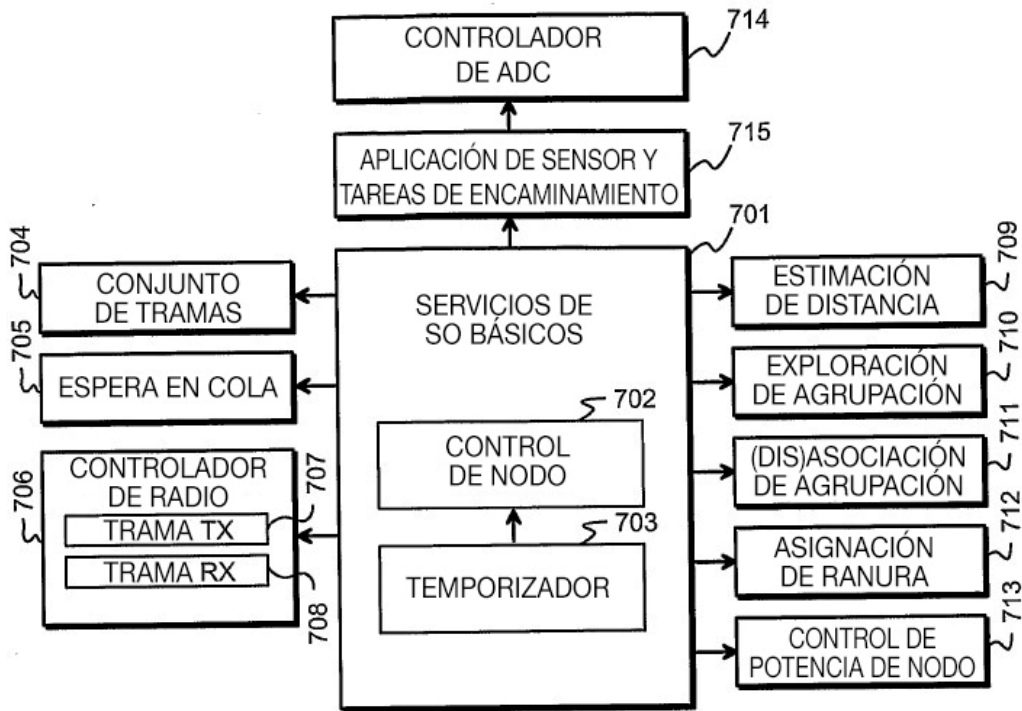 CONTROLADOR
DE ADC
714
APLICACIÓN DE SENSOR Y
TAREAS DE ENCAMINAMIENTO
715
701
SERVICIOS DE
SO BÁSICOS
702
CONTROL
DE NODO
703
TEMPORIZADOR
704
CONJUNTO
DE TRAMAS
705
ESPERA EN COLA
706
CONTROLADOR
DE RADIO
707
TRAMA TX
TRAMA RX
708
709
ESTIMACIÓN
DE DISTANCIA
710
EXPLORACIÓN
DE AGRUPACIÓN
711
(DIS)ASOCIACIÓN
DE AGRUPACIÓN
712
ASIGNACIÓN
DE RANURA
713
CONTROL DE
POTENCIA DE NODO